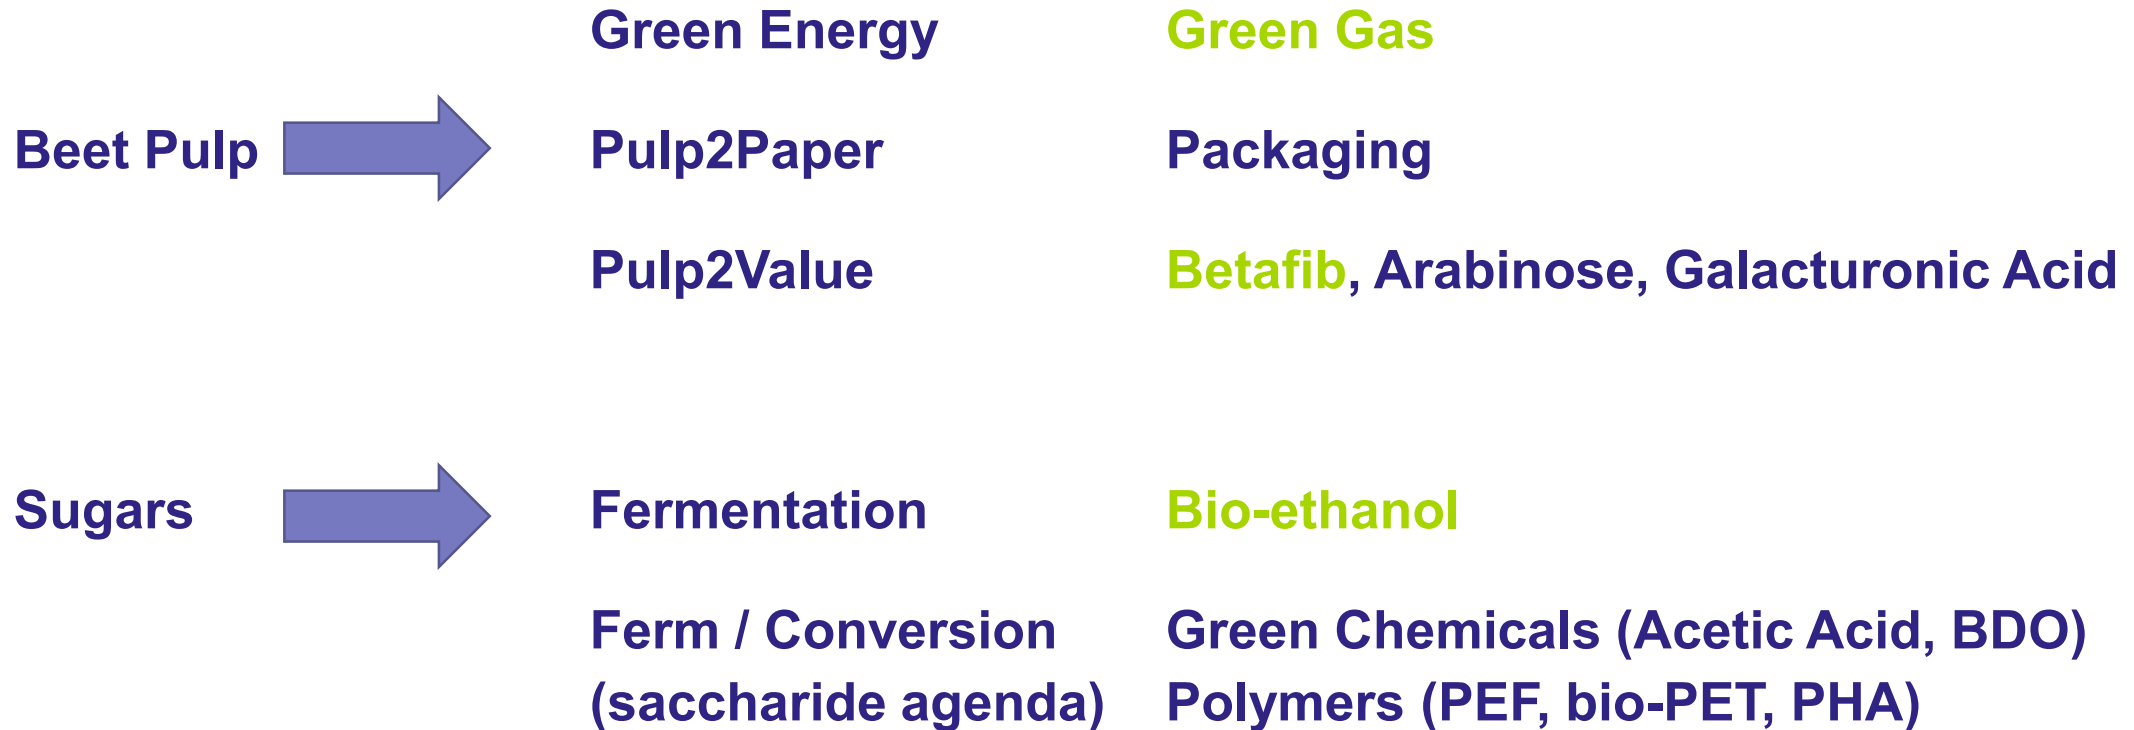 Green Energy Green Gas
Beet Pulp Pulp2Paper Packaging
Pulp2Value Betafib, Arabinose, Galacturonic Acid
Sugars Fermentation Bio-ethanol
Ferm / Conversion Green Chemicals (Acetic Acid, BDO)
(saccharide agenda) Polymers (PEF, bio-PET, PHA)